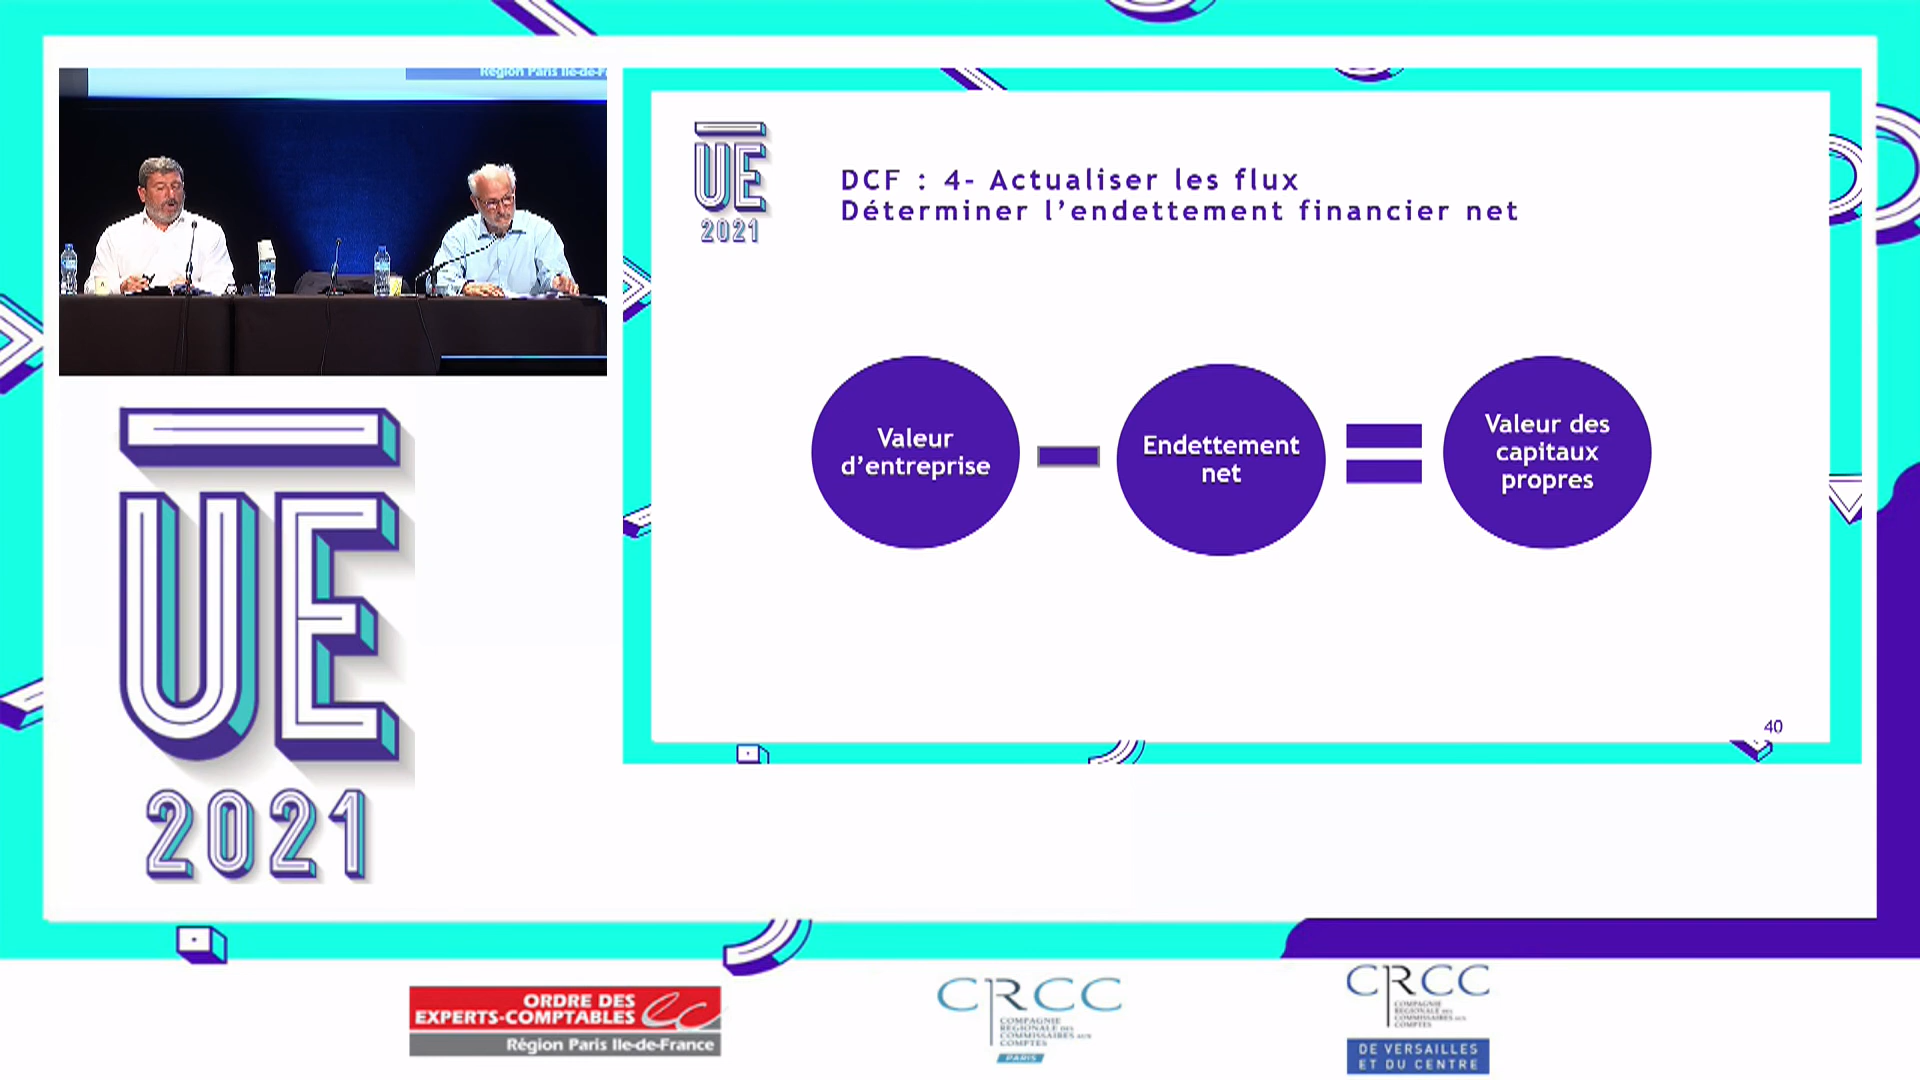 Région Paris Ile-de-F
UE
2021
DCF : 4- Actualiser les flux
Déterminer l’endettement financier net
Valeur
d’entreprise
Endettement
net
Valeur des
capitaux
propres
40
UE
2021
ORDRE DES
EXPERTS-COMPTABLES
Région Paris Ile-de-France
CRCC
COMPAGNIE
RÉGIONALE DES
COMMISSAIRES AUX
COMPTES
PARIS
CRCC
COMPAGNIE
RÉGIONALE DES
COMMISSAIRES AUX
COMPTES
DE VERSAILLES
ET DU CENTRE